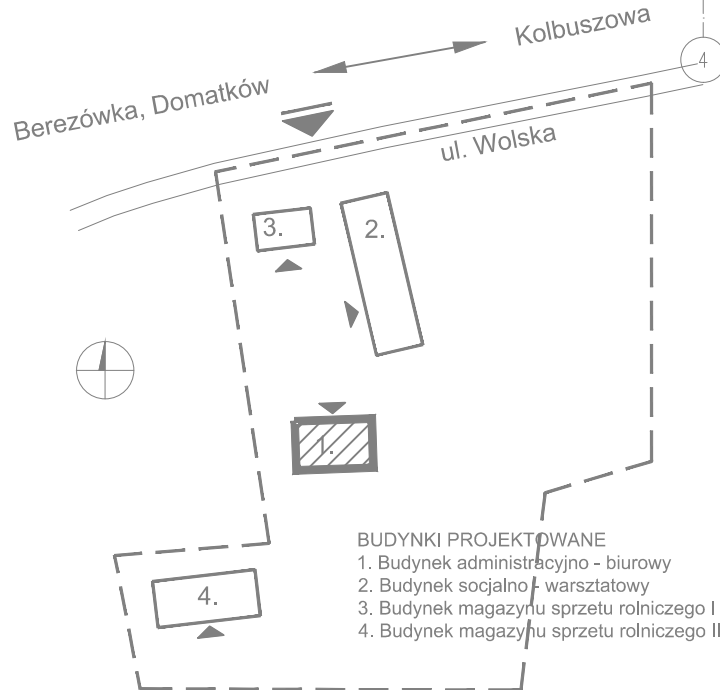 Kolbuszowa
4
Berezówka, Domatków
ul. Wolska
3.
2.
1.
4.
BUDYNKI PROJEKTOWANE
1. Budynek administracyjno - biurowy
2. Budynek socjalno - warsztatowy
3. Budynek magazynu sprzetu rolniczego I
4. Budynek magazynu sprzetu rolniczego II